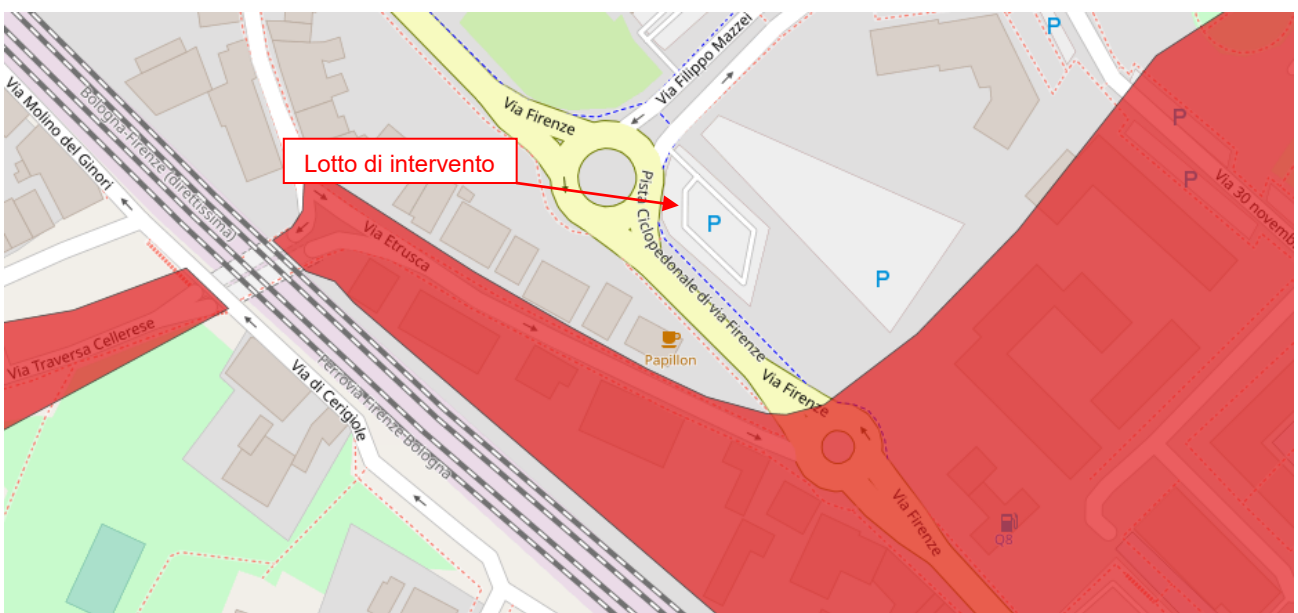 P
Via Filippo Mazzei
Via Firenze
Via Molino del Ginori
Bologna-Firenze (direttissima)
Lotto di intervento
P
P
Via 30 novemb
Pista Ciclopedonale di via Firenze
P
Via Etrusca
P
Via Traversa Cellerese
Papillon
Via Firenze
Via di Cerigiole
Ferrovia Firenze-Bologna
Via Firenze
Q8